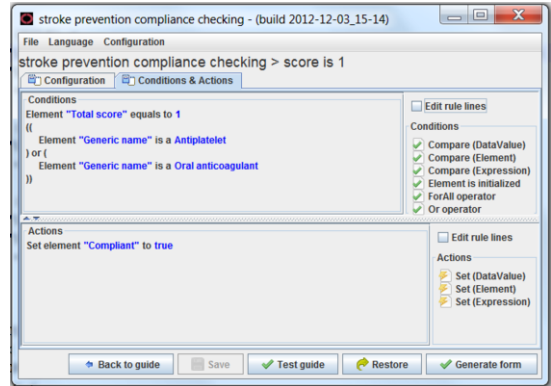 stroke prevention compliance checking - (build 2012-12-03_15-14)
File Language Configuration
stroke prevention compliance checking > score is 1
Configuration Conditions & Actions
Conditions
Element "Total score" equals to 1
((
Element "Generic name" is a Antiplatelet
) or (
Element "Generic name" is a Oral anticoagulant
))
Edit rule lines
Conditions
Compare (DataValue)
Compare (Element)
Compare (Expression)
Element is initialized
ForAll operator
Or operator
Actions
Set element "Compliant" to true
Edit rule lines
Actions
Set (DataValue)
Set (Element)
Set (Expression)
Back to guide Save Test guide Restore Generate form